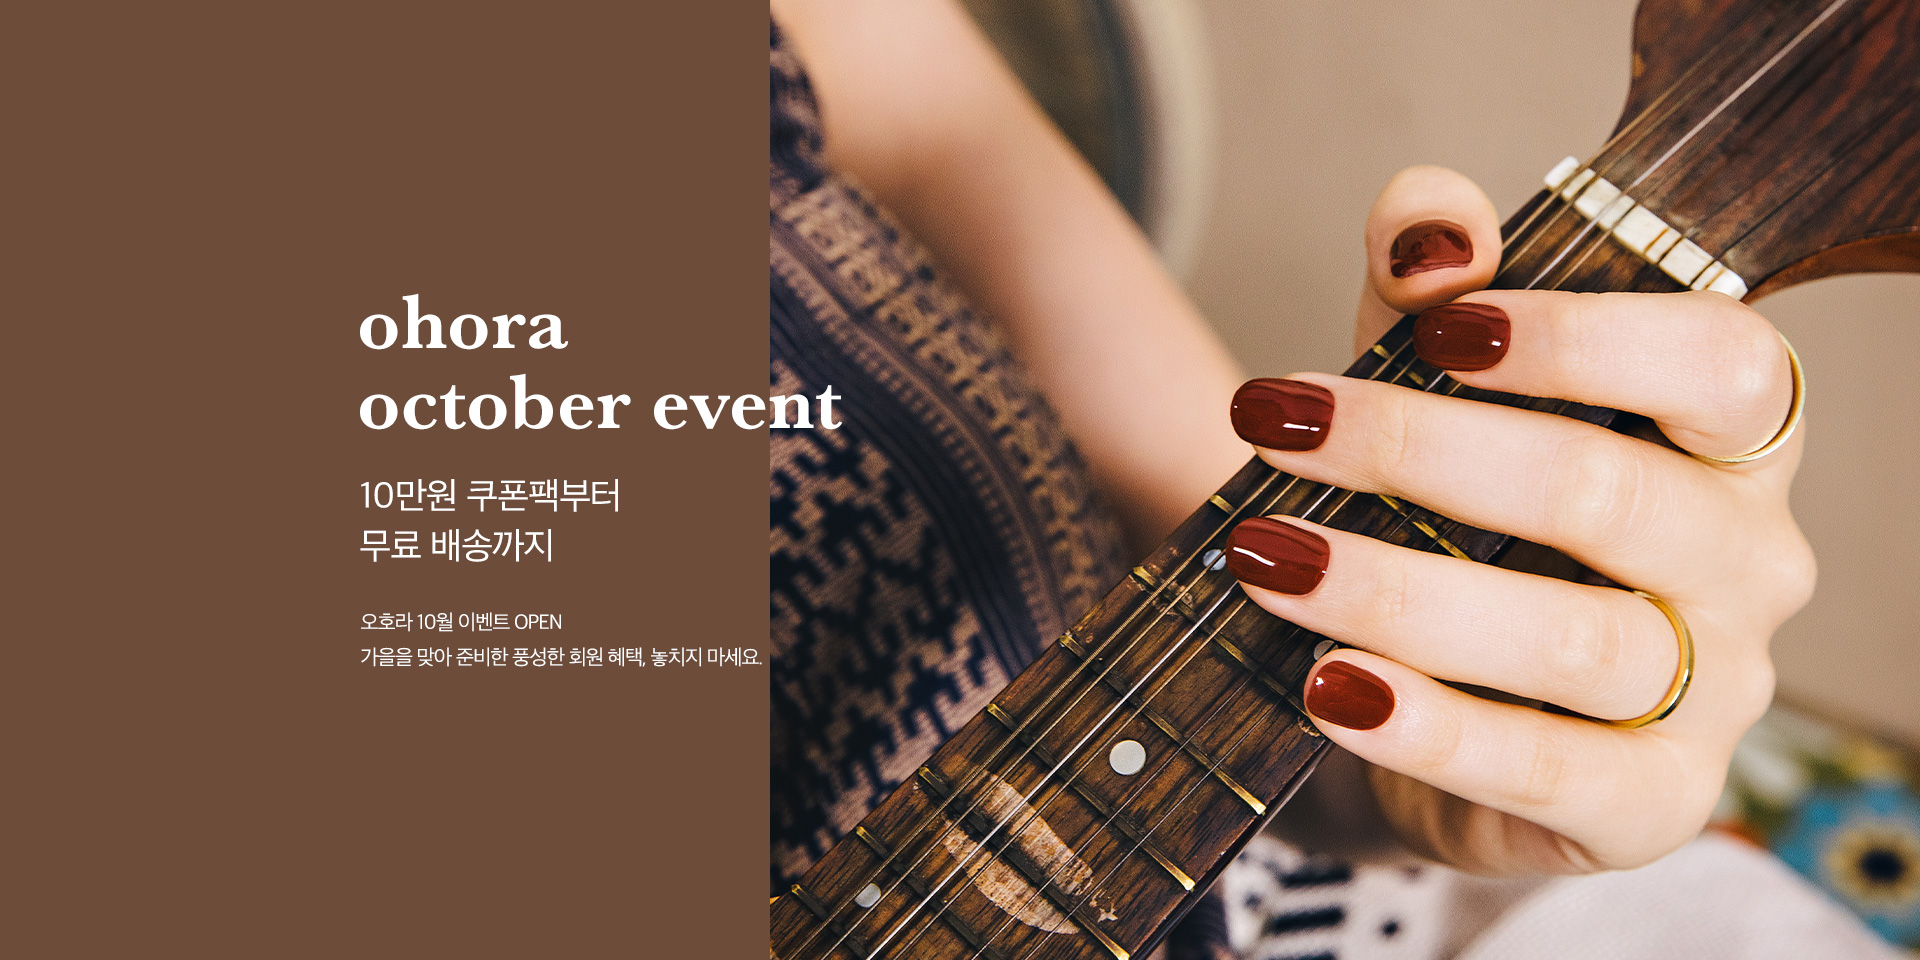 ohora
october event
10만원 쿠폰팩부터
무료 배송까지
오호라 10월 이벤트 OPEN
가을을 맞아 준비한 풍성한 회원 혜택, 놓치지 마세요.